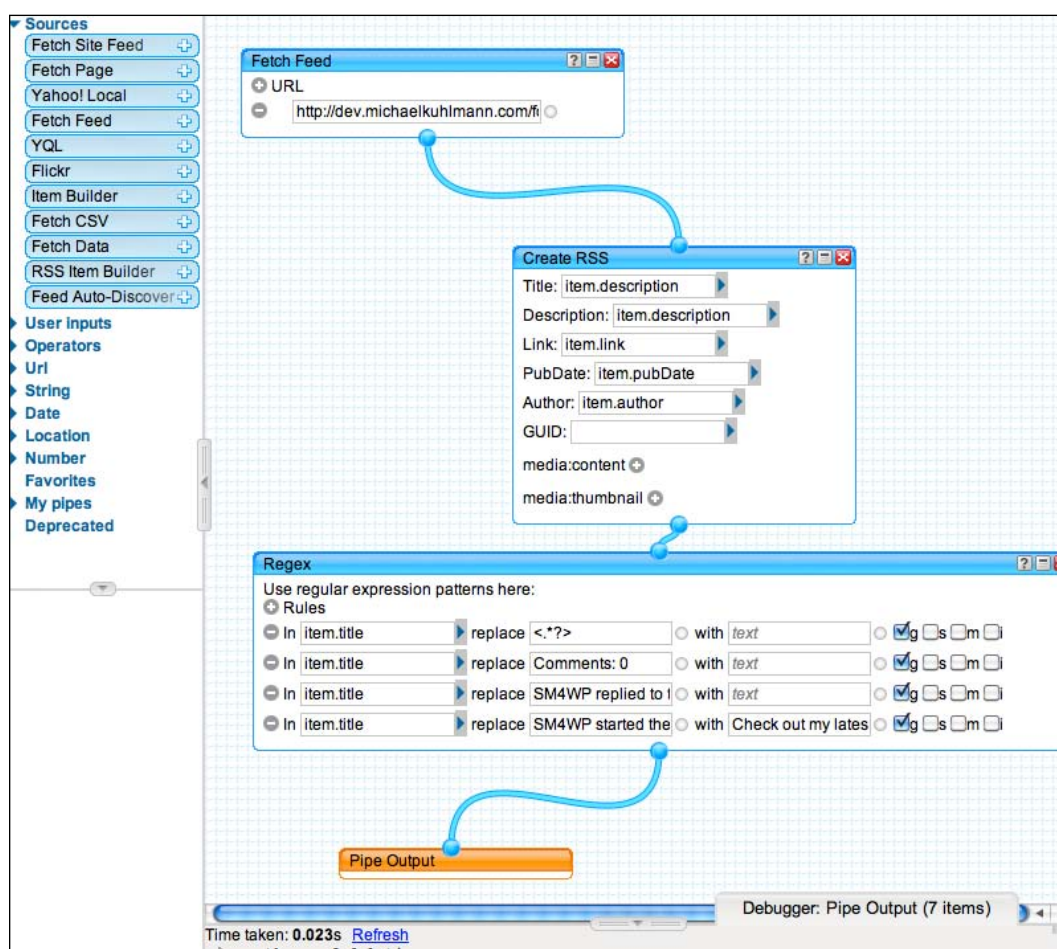 Sources
Fetch Site Feed
Fetch Page
Yahoo! Local
Fetch Feed
YQL
Flickr
Item Builder
Fetch CSV
Fetch Data
RSS Item Builder
Feed Auto-Discover
User inputs
Operators
Url
String
Date
Location
Number
Favorites
My pipes
Deprecated
Fetch Feed ?
URL
http://dev.michaelkuhlmann.com/f
Create RSS ?
Title: item.description
Description: item.description
Link: item.link
PubDate: item.pubDate
Author: item.author
GUID:
media:content
media:thumbnail
Regex ?
Use regular expression patterns here:
Rules
In item.title replace <.*?> with text g s m i
In item.title replace Comments: 0 with text g s m i
In item.title replace SM4WP replied to with text g s m i
In item.title replace SM4WP started the with Check out my lates g s m i
Pipe Output
Debugger: Pipe Output (7 items)
Time taken: 0.023s Refresh